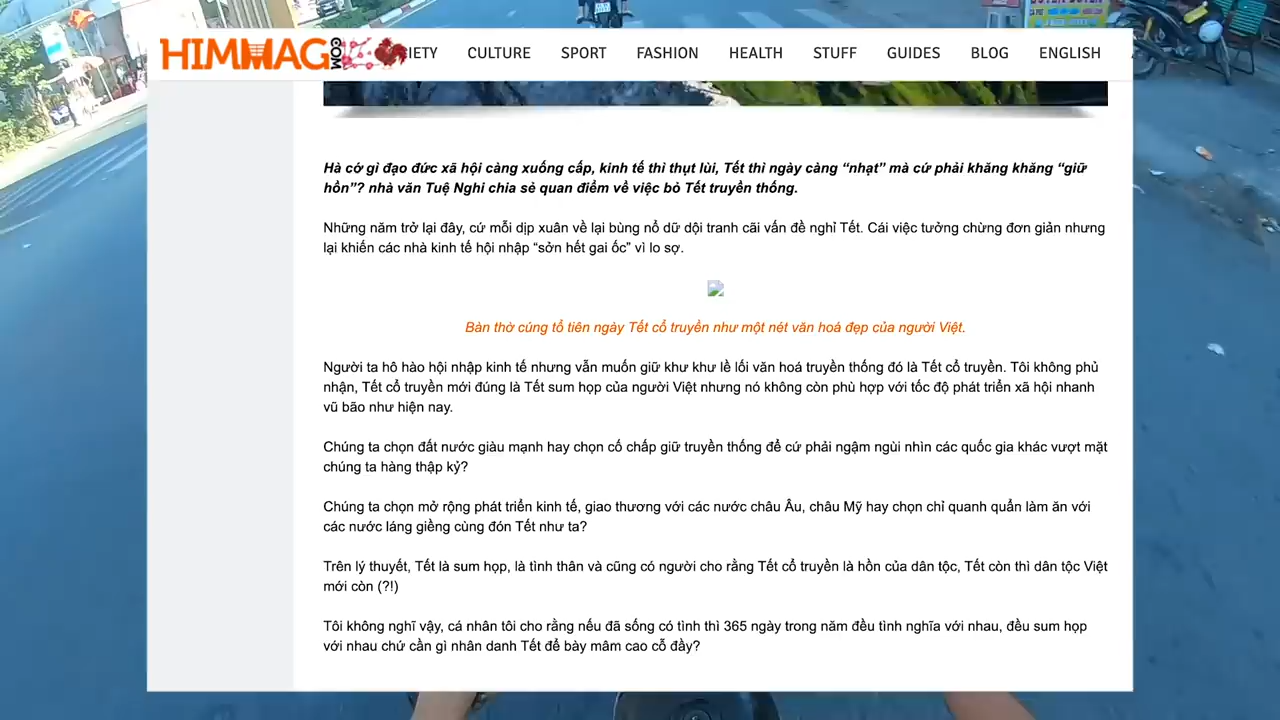 HIMMAG.COM
IETY CULTURE SPORT FASHION HEALTH STUFF GUIDES BLOG ENGLISH
Hà cớ gì đạo đức xã hội càng xuống cấp, kinh tế thì thụt lùi, Tết thì ngày càng “nhạt” mà cứ phải khăng khăng “giữ
hồn”? nhà văn Tuệ Nghi chia sẻ quan điểm về việc bỏ Tết truyền thống.
Những năm trở lại đây, cứ mỗi dịp xuân về lại bùng nổ dữ dội tranh cãi vấn đề nghỉ Tết. Cái việc tưởng chừng đơn giản nhưng
lại khiến các nhà kinh tế hội nhập “sởn hết gai ốc” vì lo sợ.
Bàn thờ cúng tổ tiên ngày Tết cổ truyền như một nét văn hoá đẹp của người Việt.
Người ta hô hào hội nhập kinh tế nhưng vẫn muốn giữ khư khư lề lối văn hoá truyền thống đó là Tết cổ truyền. Tôi không phủ
nhận, Tết cổ truyền mới đúng là Tết sum họp của người Việt nhưng nó không còn phù hợp với tốc độ phát triển xã hội nhanh
vũ bão như hiện nay.
Chúng ta chọn đất nước giàu mạnh hay chọn cố chấp giữ truyền thống để cứ phải ngậm ngùi nhìn các quốc gia khác vượt mặt
chúng ta hàng thập kỷ?
Chúng ta chọn mở rộng phát triển kinh tế, giao thương với các nước châu Âu, châu Mỹ hay chọn chỉ quanh quẩn làm ăn với
các nước láng giềng cùng đón Tết như ta?
Trên lý thuyết, Tết là sum họp, là tình thân và cũng có người cho rằng Tết cổ truyền là hồn của dân tộc, Tết còn thì dân tộc Việt
mới còn (?!)
Tôi không nghĩ vậy, cá nhân tôi cho rằng nếu đã sống có tình thì 365 ngày trong năm đều tình nghĩa với nhau, đều sum họp
với nhau chứ cần gì nhân danh Tết để bày mâm cao cỗ đầy?